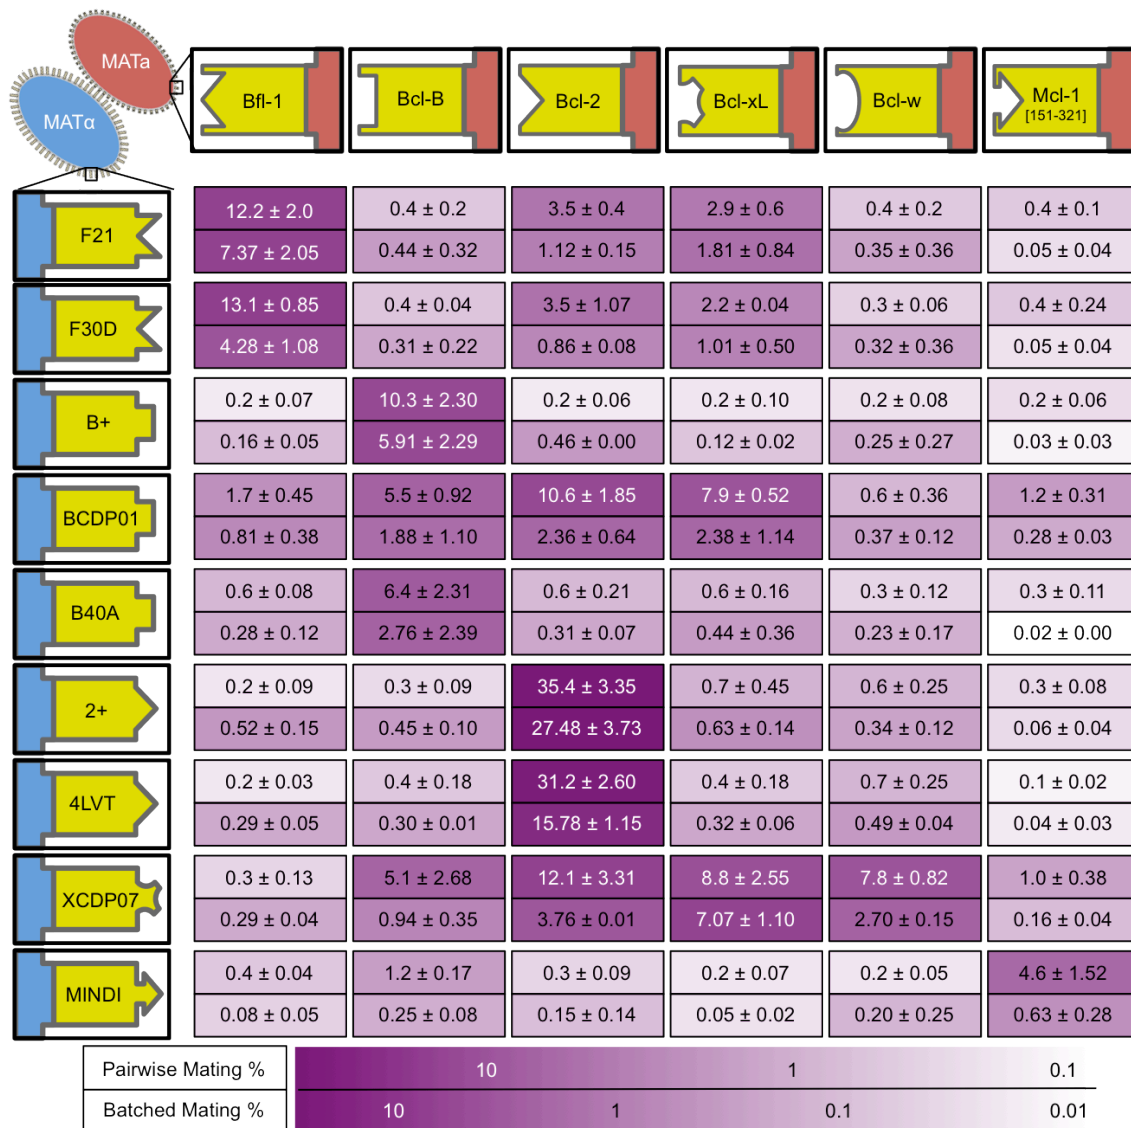 MATa
MATα
Bfl-1
Bcl-B
Bcl-2
Bcl-xL
Bcl-w
Mcl-1
[151-321]
F21
12.2 ± 2.0 0.4 ± 0.2 3.5 ± 0.4 2.9 ± 0.6 0.4 ± 0.2 0.4 ± 0.1
7.37 ± 2.05 0.44 ± 0.32 1.12 ± 0.15 1.81 ± 0.84 0.35 ± 0.36 0.05 ± 0.04
F30D
13.1 ± 0.85 0.4 ± 0.04 3.5 ± 1.07 2.2 ± 0.04 0.3 ± 0.06 0.4 ± 0.24
4.28 ± 1.08 0.31 ± 0.22 0.86 ± 0.08 1.01 ± 0.50 0.32 ± 0.36 0.05 ± 0.04
B+
0.2 ± 0.07 10.3 ± 2.30 0.2 ± 0.06 0.2 ± 0.10 0.2 ± 0.08 0.2 ± 0.06
0.16 ± 0.05 5.91 ± 2.29 0.46 ± 0.00 0.12 ± 0.02 0.25 ± 0.27 0.03 ± 0.03
BCDP01
1.7 ± 0.45 5.5 ± 0.92 10.6 ± 1.85 7.9 ± 0.52 0.6 ± 0.36 1.2 ± 0.31
0.81 ± 0.38 1.88 ± 1.10 2.36 ± 0.64 2.38 ± 1.14 0.37 ± 0.12 0.28 ± 0.03
B40A
0.6 ± 0.08 6.4 ± 2.31 0.6 ± 0.21 0.6 ± 0.16 0.3 ± 0.12 0.3 ± 0.11
0.28 ± 0.12 2.76 ± 2.39 0.31 ± 0.07 0.44 ± 0.36 0.23 ± 0.17 0.02 ± 0.00
2+
0.2 ± 0.09 0.3 ± 0.09 35.4 ± 3.35 0.7 ± 0.45 0.6 ± 0.25 0.3 ± 0.08
0.52 ± 0.15 0.45 ± 0.10 27.48 ± 3.73 0.63 ± 0.14 0.34 ± 0.12 0.06 ± 0.04
4LVT
0.2 ± 0.03 0.4 ± 0.18 31.2 ± 2.60 0.4 ± 0.18 0.7 ± 0.25 0.1 ± 0.02
0.29 ± 0.05 0.30 ± 0.01 15.78 ± 1.15 0.32 ± 0.06 0.49 ± 0.04 0.04 ± 0.03
XCDP07
0.3 ± 0.13 5.1 ± 2.68 12.1 ± 3.31 8.8 ± 2.55 7.8 ± 0.82 1.0 ± 0.38
0.29 ± 0.04 0.94 ± 0.35 3.76 ± 0.01 7.07 ± 1.10 2.70 ± 0.15 0.16 ± 0.04
MINDI
0.4 ± 0.04 1.2 ± 0.17 0.3 ± 0.09 0.2 ± 0.07 0.2 ± 0.05 4.6 ± 1.52
0.08 ± 0.05 0.25 ± 0.08 0.15 ± 0.14 0.05 ± 0.02 0.20 ± 0.25 0.63 ± 0.28
Pairwise Mating % 10 1 0.1
Batched Mating % 10 1 0.1 0.01